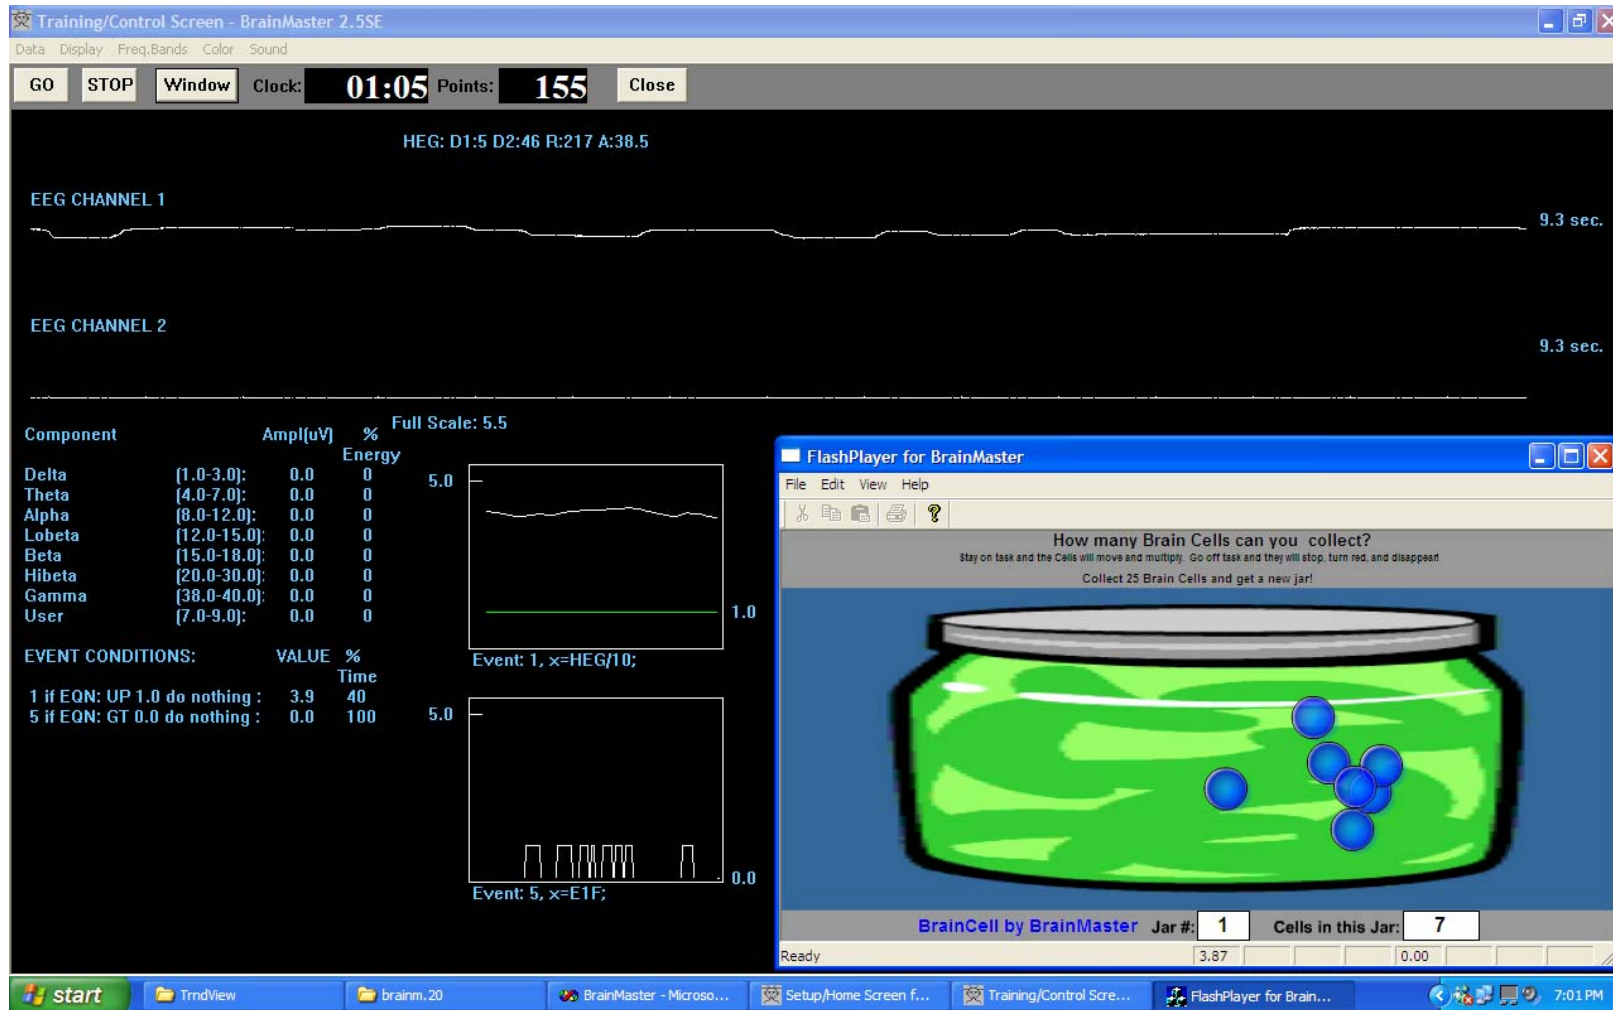 Training/Control Screen - BrainMaster 2.5SE
Data Display Freq.Bands Color Sound
GO STOP Window Clock: 01:05 Points: 155 Close
HEG: D1:5 D2:46 R:217 A:38.5
EEG CHANNEL 1
9.3 sec.
EEG CHANNEL 2
9.3 sec.
Full Scale: 5.5
Component Ampl(uV) % Energy
Delta (1.0-3.0): 0.0 0
Theta (4.0-7.0): 0.0 0
Alpha (8.0-12.0): 0.0 0
Lobeta (12.0-15.0): 0.0 0
Beta (15.0-18.0): 0.0 0
Hibeta (20.0-30.0): 0.0 0
Gamma (38.0-40.0): 0.0 0
User (7.0-9.0): 0.0 0
5.0
1.0
Event: 1, x=HEG/10;
EVENT CONDITIONS: VALUE % Time
1 if EQN: UP 1.0 do nothing : 3.9 40
5 if EQN: GT 0.0 do nothing : 0.0 100
5.0
0.0
Event: 5, x=E1F;
FlashPlayer for BrainMaster
File Edit View Help
How many Brain Cells can you collect?
Stay on task and the Cells will move and multiply. Go off task and they will stop, turn red, and disappear!
Collect 25 Brain Cells and get a new jar!
BrainCell by BrainMaster Jar #: 1 Cells in this Jar: 7
Ready 3.87 0.00
start TrndView brainm.20 BrainMaster - Microso... Setup/Home Screen f... Training/Control Scre... FlashPlayer for Brain... 7:01 PM